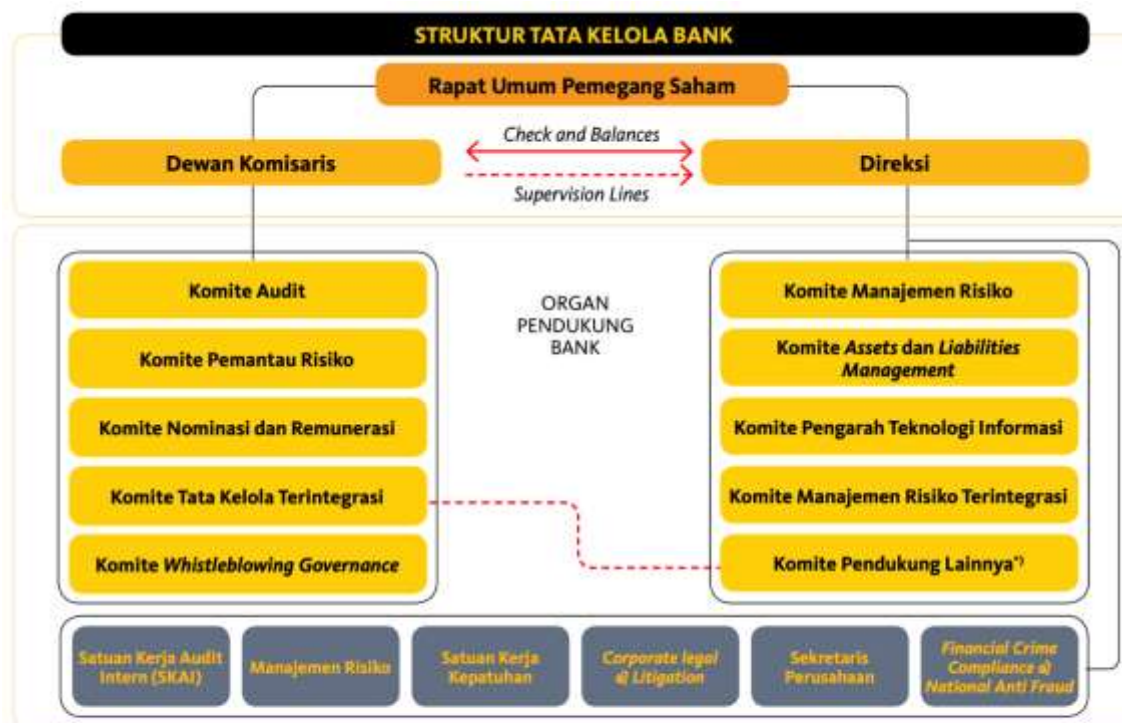 STRUKTUR TATA KELOLA BANK
Rapat Umum Pemegang Saham
Check and Balances
Dewan Komisaris
Direksi
Supervision Lines
Komite Audit
Komite Pemantau Risiko
Komite Nominasi dan Remunerasi
Komite Tata Kelola Terintegrasi
Komite Whistleblowing Governance
ORGAN
PENDUKUNG
BANK
Komite Manajemen Risiko
Komite Assets dan Liabilities
Management
Komite Pengarah Teknologi Informasi
Komite Manajemen Risiko Terintegrasi
Komite Pendukung Lainnya*)
Satuan Kerja Audit
Intern (SKAI)
Manajemen Risiko
Satuan Kerja
Kepatuhan
Corporate legal
& Litigation
Sekretaris
Perusahaan
Financial Crime
Compliance &
National Anti Fraud